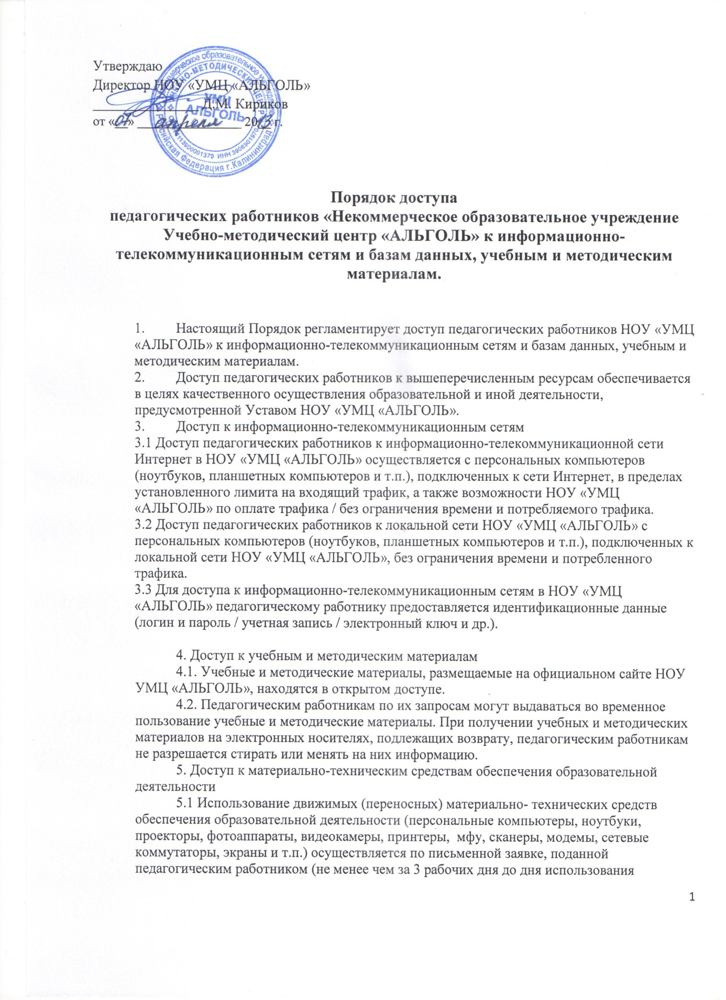 Утверждаю
Директор НОУ «УМЦ «АЛЬГОЛЬ»
Д.М. Кириков
от « » апреля 2013 г.
УМЦ
АЛЬГОЛЬ
УЧЕБНО-МЕТОДИЧЕСКИЙ ЦЕНТР
образовательное учреждение
Российская Федерация г.Калининград
ИНН 3906901970
Порядок доступа
педагогических работников «Некоммерческое образовательное учреждение
Учебно-методический центр «АЛЬГОЛЬ» к информационно-
телекоммуникационным сетям и базам данных, учебным и методическим
материалам.
1. Настоящий Порядок регламентирует доступ педагогических работников НОУ «УМЦ
«АЛЬГОЛЬ» к информационно-телекоммуникационным сетям и базам данных, учебным и
методическим материалам.
2. Доступ педагогических работников к вышеперечисленным ресурсам обеспечивается
в целях качественного осуществления образовательной и иной деятельности,
предусмотренной Уставом НОУ «УМЦ «АЛЬГОЛЬ».
3. Доступ к информационно-телекоммуникационным сетям
3.1 Доступ педагогических работников к информационно-телекоммуникационной сети
Интернет в НОУ «УМЦ «АЛЬГОЛЬ» осуществляется с персональных компьютеров
(ноутбуков, планшетных компьютеров и т.п.), подключенных к сети Интернет, в пределах
установленного лимита на входящий трафик, а также возможности НОУ «УМЦ
«АЛЬГОЛЬ» по оплате трафика / без ограничения времени и потребляемого трафика.
3.2 Доступ педагогических работников к локальной сети НОУ «УМЦ «АЛЬГОЛЬ» с
персональных компьютеров (ноутбуков, планшетных компьютеров и т.п.), подключенных к
локальной сети НОУ «УМЦ «АЛЬГОЛЬ», без ограничения времени и потребленного
трафика.
3.3 Для доступа к информационно-телекоммуникационным сетям в НОУ «УМЦ
«АЛЬГОЛЬ» педагогическому работнику предоставляется идентификационные данные
(логин и пароль / учетная запись / электронный ключ и др.).
4. Доступ к учебным и методическим материалам
4.1. Учебные и методические материалы, размещаемые на официальном сайте НОУ
УМЦ «АЛЬГОЛЬ», находятся в открытом доступе.
4.2. Педагогическим работникам по их запросам могут выдаваться во временное
пользование учебные и методические материалы. При получении учебных и методических
материалов на электронных носителях, подлежащих возврату, педагогическим работникам
не разрешается стирать или менять на них информацию.
5. Доступ к материально-техническим средствам обеспечения образовательной
деятельности
5.1 Использование движимых (переносных) материально- технических средств
обеспечения образовательной деятельности (персональные компьютеры, ноутбуки,
проекторы, фотоаппараты, видеокамеры, принтеры, мфу, сканеры, модемы, сетевые
коммутаторы, экраны и т.п.) осуществляется по письменной заявке, поданной
педагогическим работником (не менее чем за 3 рабочих дня до дня использования
1